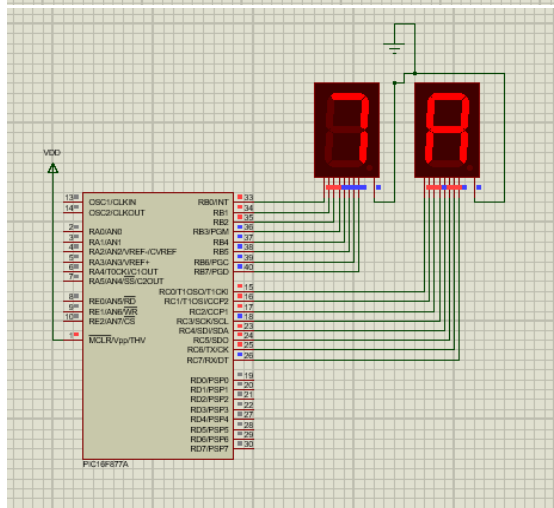 7 A
VDD
13 OSC1/CLKIN RB0/INT 33
14 OSC2/CLKOUT RB1 34
RB2 35
2 RA0/AN0 RB3/PGM 36
3 RA1/AN1 RB4 37
4 RA2/AN2/VREF-/CVREF RB5 38
5 RA3/AN3/VREF+ RB6/PGC 39
6 RA4/T0CK/C1OUT RB7/PGD 40
7 RA5/AN4/SS/C2OUT
RC0/T1OSO/T1CKI 15
8 RE0/AN5/RD RC1/T1OSI/CCP2 16
9 RE1/AN6/WR RC2/CCP1 17
10 RE2/AN7/CS RC3/SCK/SCL 18
RC4/SDI/SDA 23
RC5/SDO 24
1 MCLR/Vpp/THV RC6/TX/CK 25
RC7/RX/DT 26
RD0/PSP0 19
RD1/PSP1 20
RD2/PSP2 21
RD3/PSP3 22
RD4/PSP4 27
RD5/PSP5 28
RD6/PSP6 29
RD7/PSP7 30
PIC16F877A